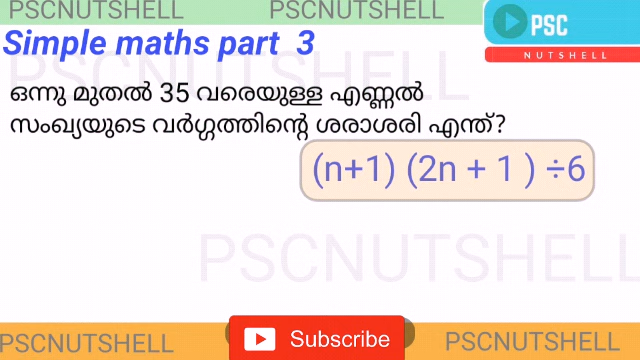 PSCNUTSHELL PSCNUTSHELL
PSC
NUTSHELL
Simple maths part 3
PSCNUTSHELL
ഒന്നു മുതൽ 35 വരെയുള്ള എണ്ണൽ
സംഖ്യയുടെ വർഗ്ഗത്തിന്റെ ശരാശരി എന്ത്?
(n+1) (2n + 1 ) ÷6
PSCNUTSHELL
PSCNUTSHELL Subscribe PSCNUTSHELL